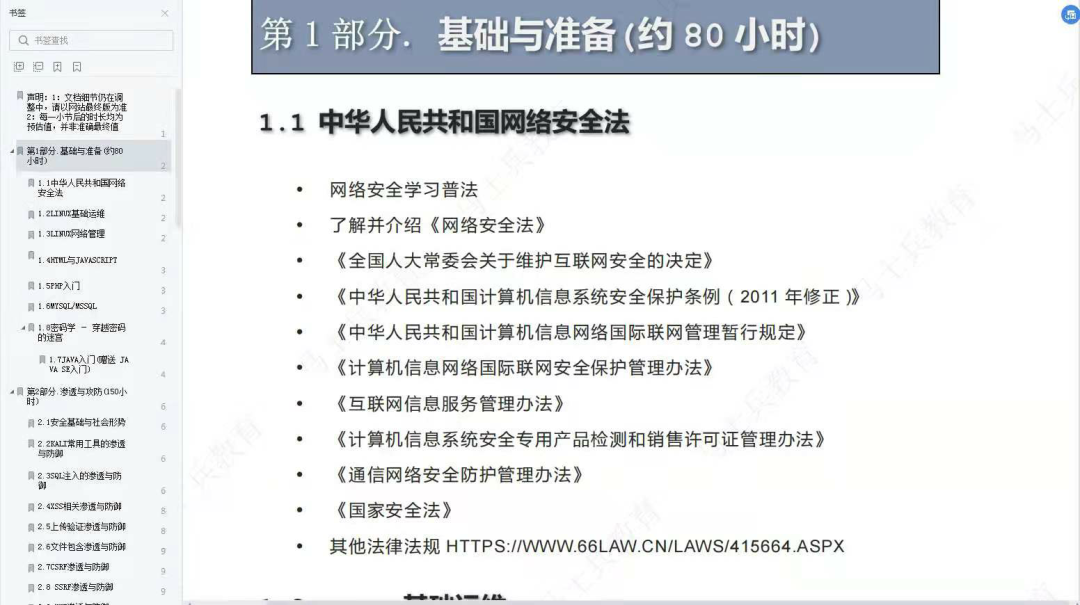 书签
书签查找
声明：1：文档细节仍在调
整中，请以网站最终版为准
2：每一小节后的时长均为
预估值，并非准确最终值
1
第1部分.基础与准备(约80
小时)
2
1.1中华人民共和国网络
安全法
2
1.2LINUX基础运维
2
1.3LINUX网络管理
2
1.4HTML与JAVASCRIPT
3
1.5PHP入门
3
1.6MYSQL/MSSQL
3
1.8密码学 - 穿越密码
的迷宫
4
1.7JAVA入门(赠送 JA
VA SE入门)
4
第2部分.渗透与攻防(150小
时)
6
2.1安全基础与社会形势
6
2.2KALI常用工具的渗透
与防御
6
2.3SQL注入的渗透与防
御
6
2.4XSS相关渗透与防御
8
2.5上传验证渗透与防御
8
2.6文件包含渗透与防御
9
2.7CSRF渗透与防御
9
2.8 SSRF渗透与防御
9
第 1 部分. 基础与准备(约 80 小时)
1.1 中华人民共和国网络安全法
• 网络安全学习普法
• 了解并介绍《网络安全法》
• 《全国人大常委会关于维护互联网安全的决定》
• 《中华人民共和国计算机信息系统安全保护条例（2011 年修正)》
• 《中华人民共和国计算机信息网络国际联网管理暂行规定》
• 《计算机信息网络国际联网安全保护管理办法》
• 《互联网信息服务管理办法》
• 《计算机信息系统安全专用产品检测和销售许可证管理办法》
• 《通信网络安全防护管理办法》
• 《国家安全法》
• 其他法律法规 HTTPS://WWW.66LAW.CN/LAWS/415664.ASPX
基础运维
马士兵教育